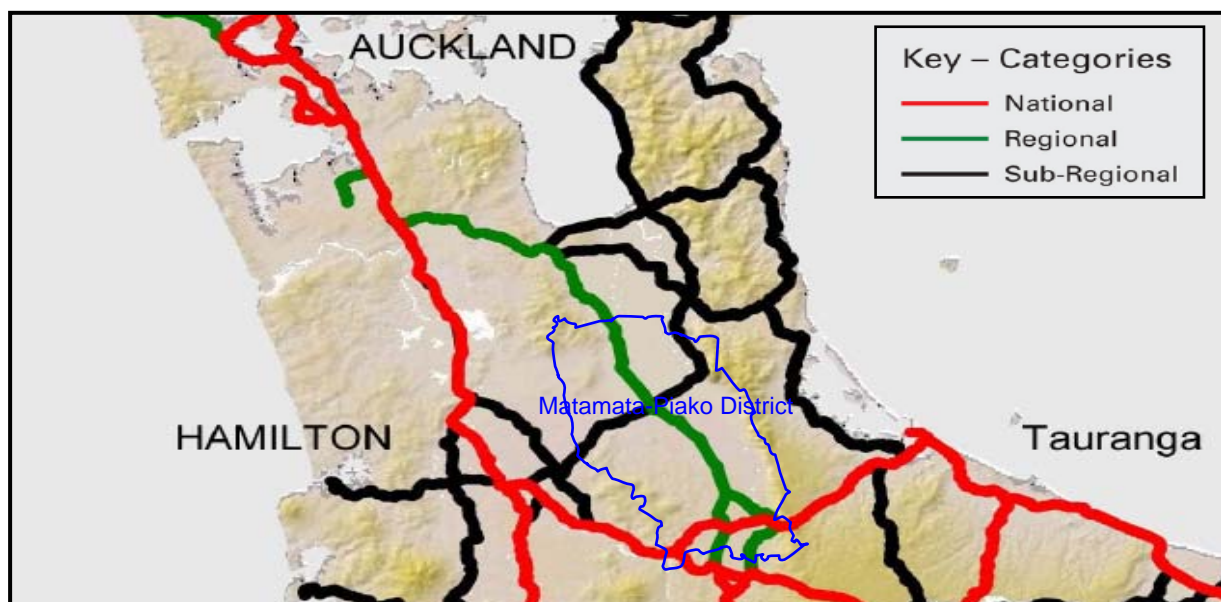 AUCKLAND
Key – Categories
National
Regional
Sub-Regional
Matamata-Piako District
HAMILTON
Tauranga